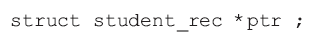 struct student_rec *ptr ;